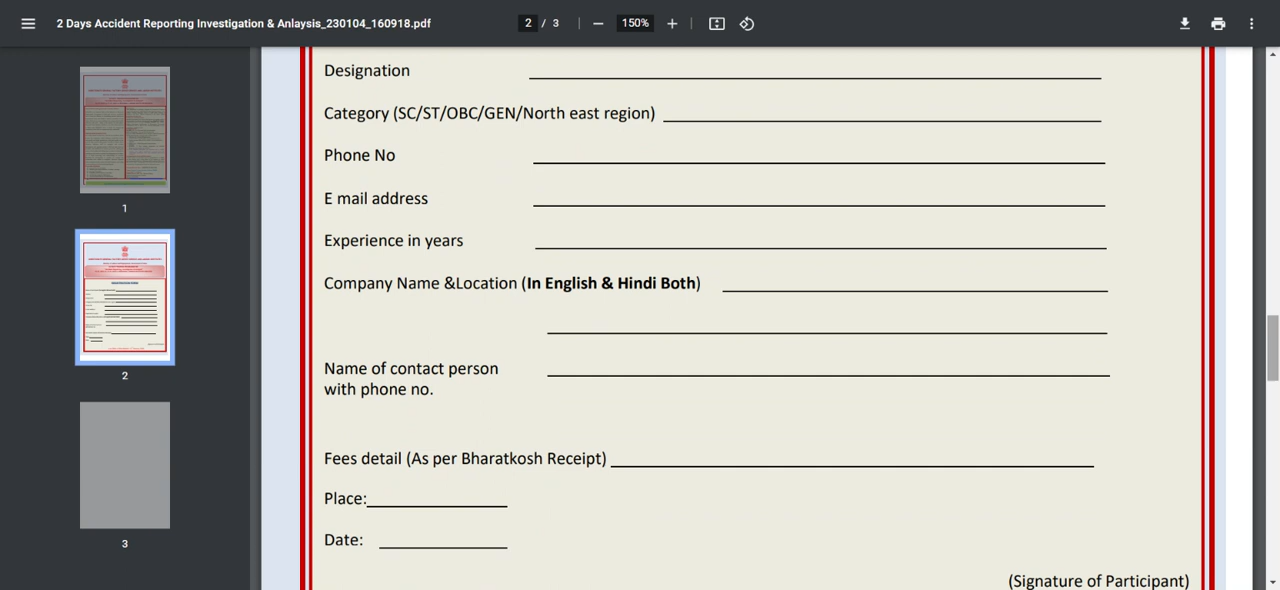 2 Days Accident Reporting Investigation & Anlaysis_230104_160918.pdf
2 / 3
150%
Designation
Category (SC/ST/OBC/GEN/North east region)
Phone No
E mail address
Experience in years
Company Name &Location (In English & Hindi Both)
Name of contact person
with phone no.
Fees detail (As per Bharatkosh Receipt)
Place:
Date:
(Signature of Participant)
1
2
3